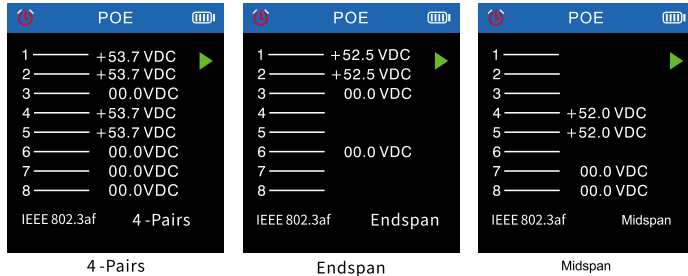 POE
1 +53.7 VDC
2 +53.7 VDC
3 00.0VDC
4 +53.7 VDC
5 +53.7 VDC
6 00.0VDC
7 00.0VDC
8 00.0VDC
IEEE 802.3af 4-Pairs
4-Pairs
POE
1 +52.5 VDC
2 +52.5 VDC
3 00.0 VDC
4
5
6 00.0 VDC
7
8
IEEE 802.3af Endspan
Endspan
POE
1
2
3
4 +52.0 VDC
5 +52.0 VDC
6
7 00.0 VDC
8 00.0 VDC
IEEE 802.3af Midspan
Midspan